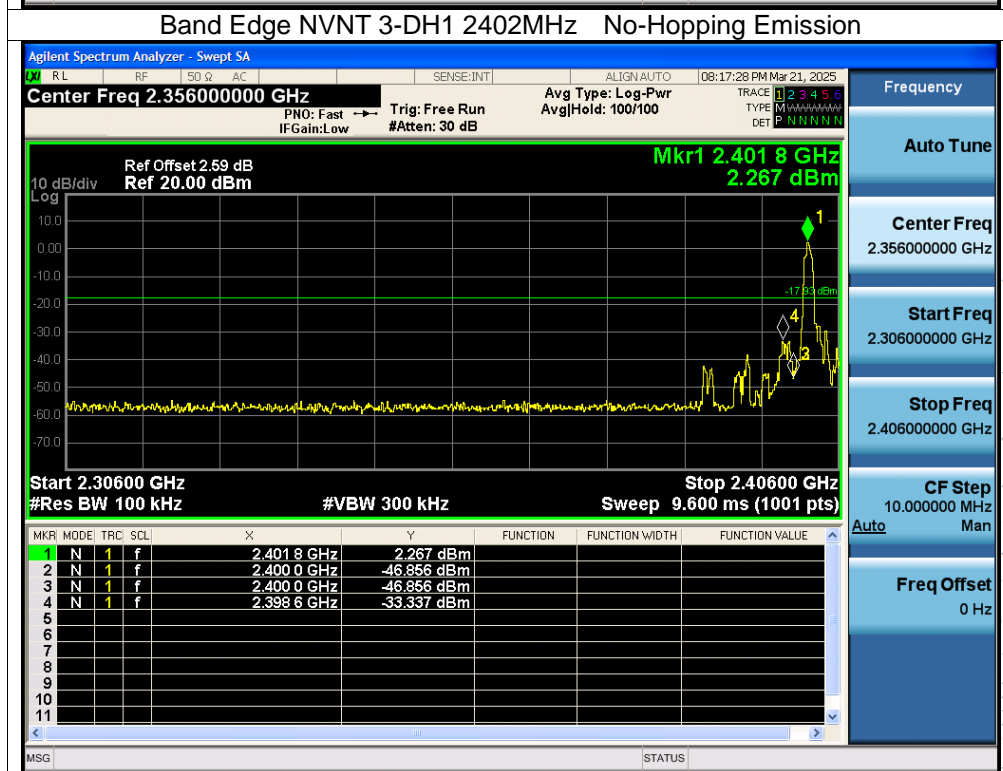 Band Edge NVNT 3-DH1 2402MHz No-Hopping Emission
Agilent Spectrum Analyzer - Swept SA
LXI RL RF 50 Ω AC SENSE:INT ALIGN AUTO 08:17:28 PM Mar 21, 2025
Center Freq 2.356000000 GHz
PNO: Fast
IFGain:Low
Trig: Free Run
#Atten: 30 dB
Avg Type: Log-Pwr
Avg|Hold: 100/100
TRACE 1 2 3 4 5 6
TYPE M
DET P N N N N N
Frequency
Auto Tune
Center Freq
2.356000000 GHz
Start Freq
2.306000000 GHz
Stop Freq
2.406000000 GHz
CF Step
10.000000 MHz
Auto Man
Freq Offset
0 Hz
Mkr1 2.401 8 GHz
2.267 dBm
Ref Offset 2.59 dB
10 dB/div Ref 20.00 dBm
Log
10.0
0.00
-10.0
-20.0
-30.0
-40.0
-50.0
-60.0
-70.0
1
-17.93 dBm
4
3
Start 2.30600 GHz Stop 2.40600 GHz
#Res BW 100 kHz #VBW 300 kHz Sweep 9.600 ms (1001 pts)
MKR MODE TRC SCL X Y FUNCTION FUNCTION WIDTH FUNCTION VALUE
1 N 1 f 2.401 8 GHz 2.267 dBm
2 N 1 f 2.400 0 GHz -46.856 dBm
3 N 1 f 2.400 0 GHz -46.856 dBm
4 N 1 f 2.398 6 GHz -33.337 dBm
5
6
7
8
9
10
11
MSG STATUS